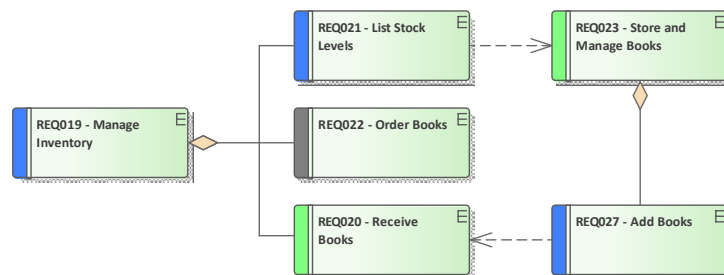 REQ021 - List Stock
Levels
REQ023 - Store and
Manage Books
REQ019 - Manage
Inventory
REQ022 - Order Books
REQ020 - Receive
Books
REQ027 - Add Books